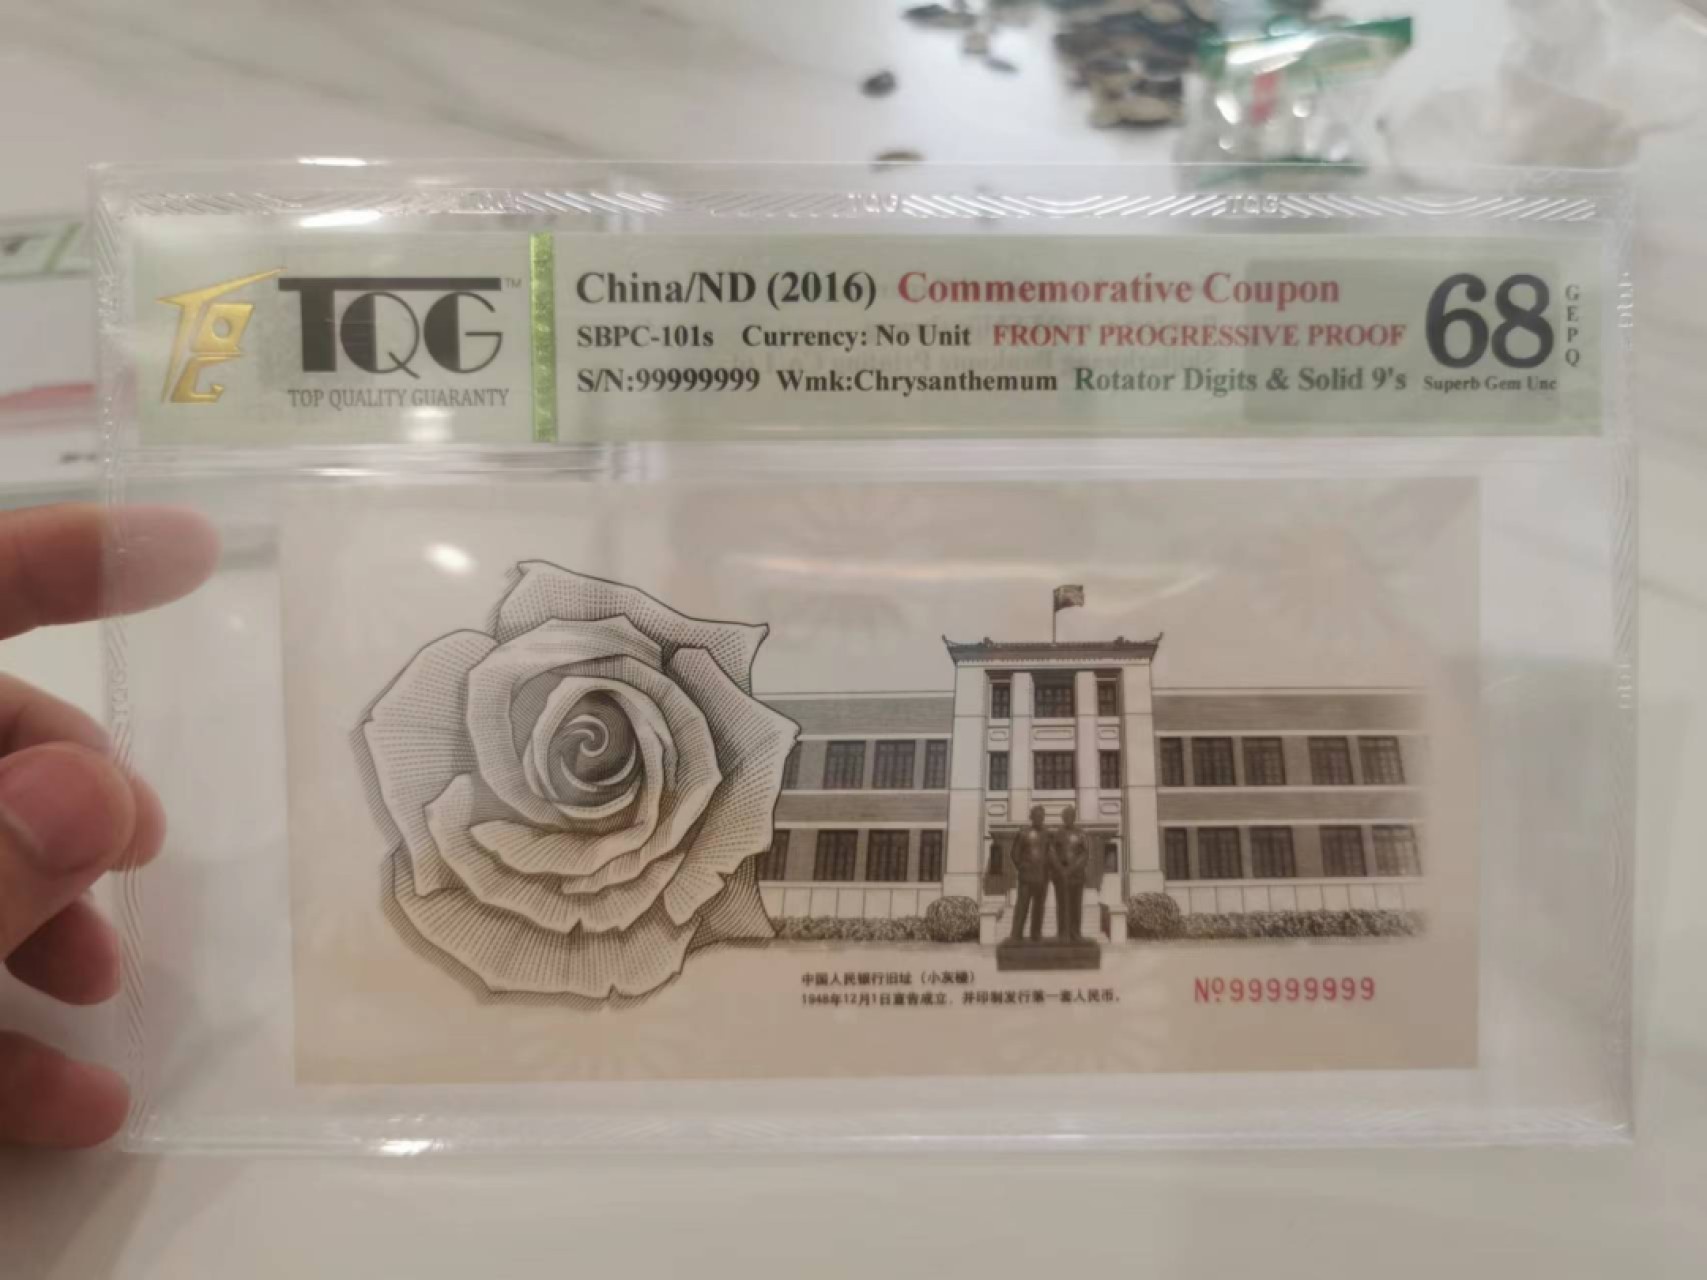 TQG™
TOP QUALITY GUARANTY
China/ND (2016) Commemorative Coupon
SBPC-101s Currency: No Unit FRONT PROGRESSIVE PROOF
S/N:99999999 Wmk:Chrysanthemum Rotator Digits & Solid 9's
68
GEPQ
Superb Gem Unc
中国人民银行旧址（小灰楼）
1948年12月1日宣告成立，并印制发行第一套人民币。
Nº99999999